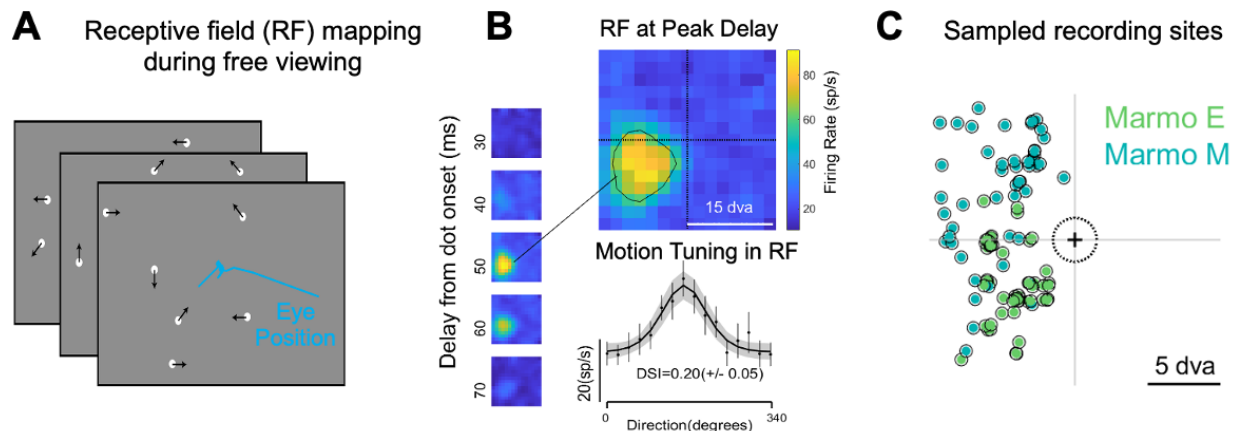 A
Receptive field (RF) mapping
during free viewing
Eye
Position
B
RF at Peak Delay
Delay from dot onset (ms)
30
40
50
60
70
15 dva
Firing Rate (sp/s)
80
60
40
20
Motion Tuning in RF
20(sp/s)
DSI=0.20(+/- 0.05)
0
340
Direction(degrees)
C
Sampled recording sites
Marmo E
Marmo M
5 dva